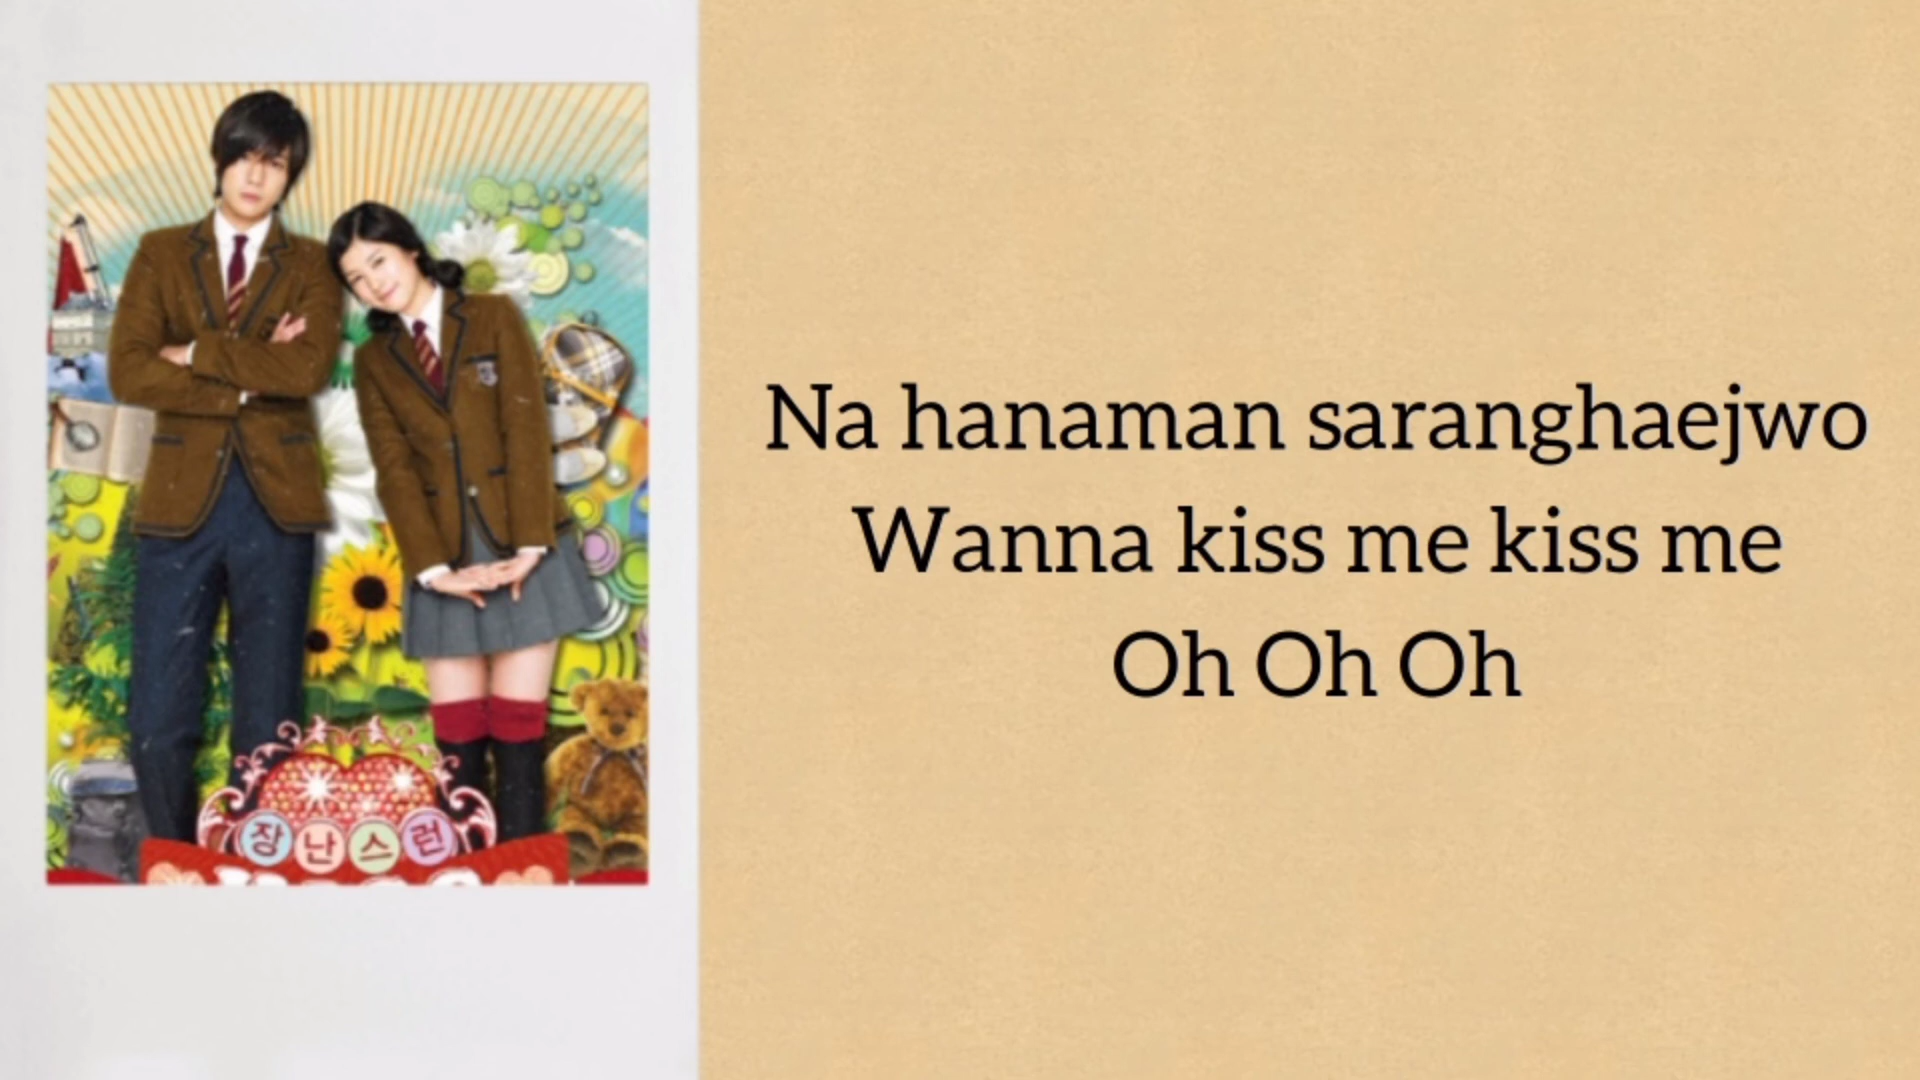 장난스런
Na hanaman saranghaejwo
Wanna kiss me kiss me
Oh Oh Oh